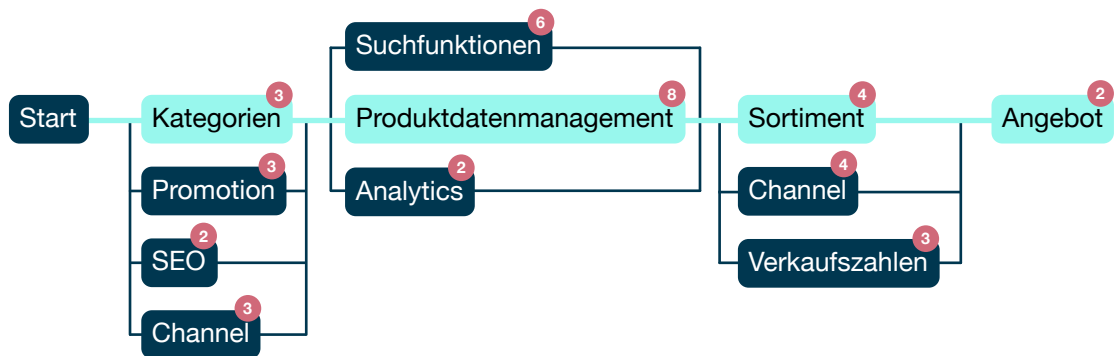 Start
Kategorien
3
Promotion
3
SEO
2
Channel
3
Suchfunktionen
6
Produktdatenmanagement
8
Analytics
2
Sortiment
4
Channel
4
Verkaufszahlen
3
Angebot
2